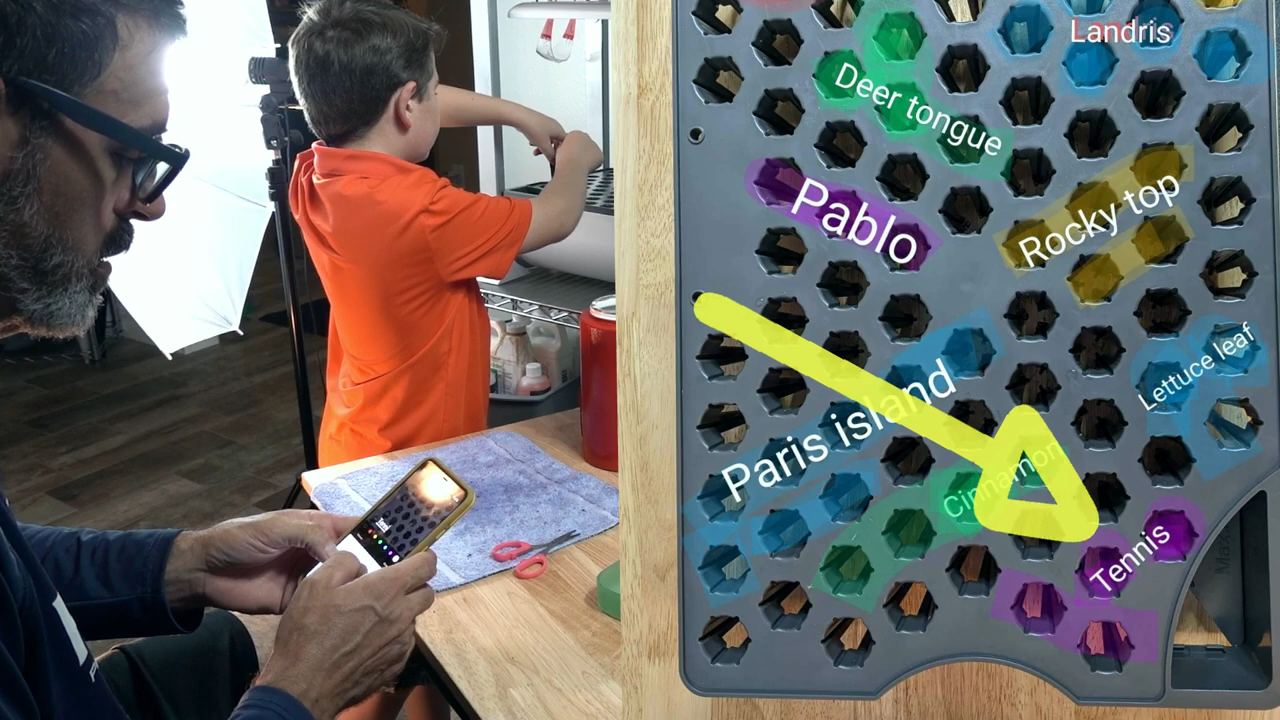 Landris
Deer tongue
Pablo
Rocky top
Paris island
Lettuce leaf
Cinnamon
Tennis